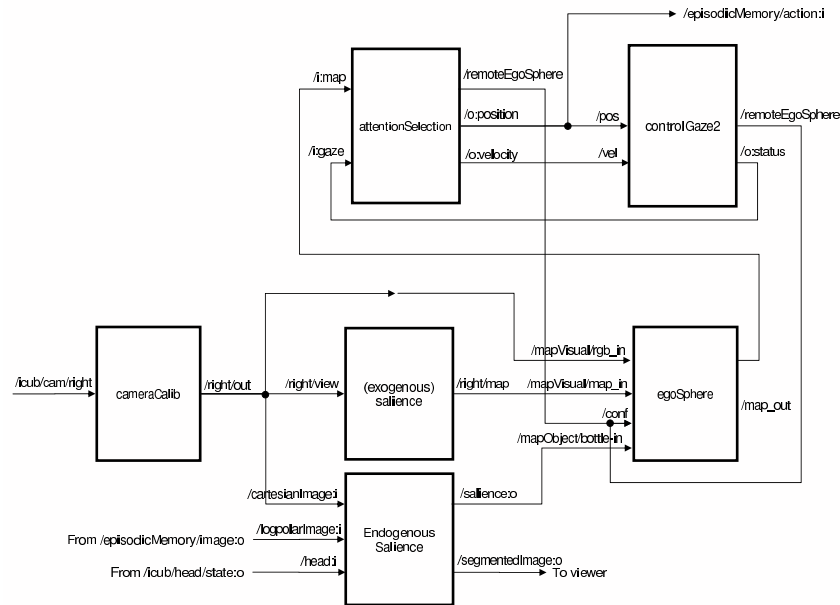 /episodicMemory/action:i
/i:map
/remoteEgoSphere
attentionSelection
/o:position
/pos
controlGaze2
/remoteEgoSphere
/i:gaze
/o:velocity
/vel
/o:status
/mapVisual/rgb_in
/icub/cam/right
cameraCalib
/right/out
/right/view
(exogenous)
salience
/right/map
/mapVisual/map_in
egoSphere
/conf
/map_out
/mapObject/bottle-in
/cartesianImage:i
/salience:o
/logpolarImage:i
Endogenous
Salience
From /episodicMemory/image:o
/head:i
/segmentedImage:o
From /icub/head/state:o
To viewer